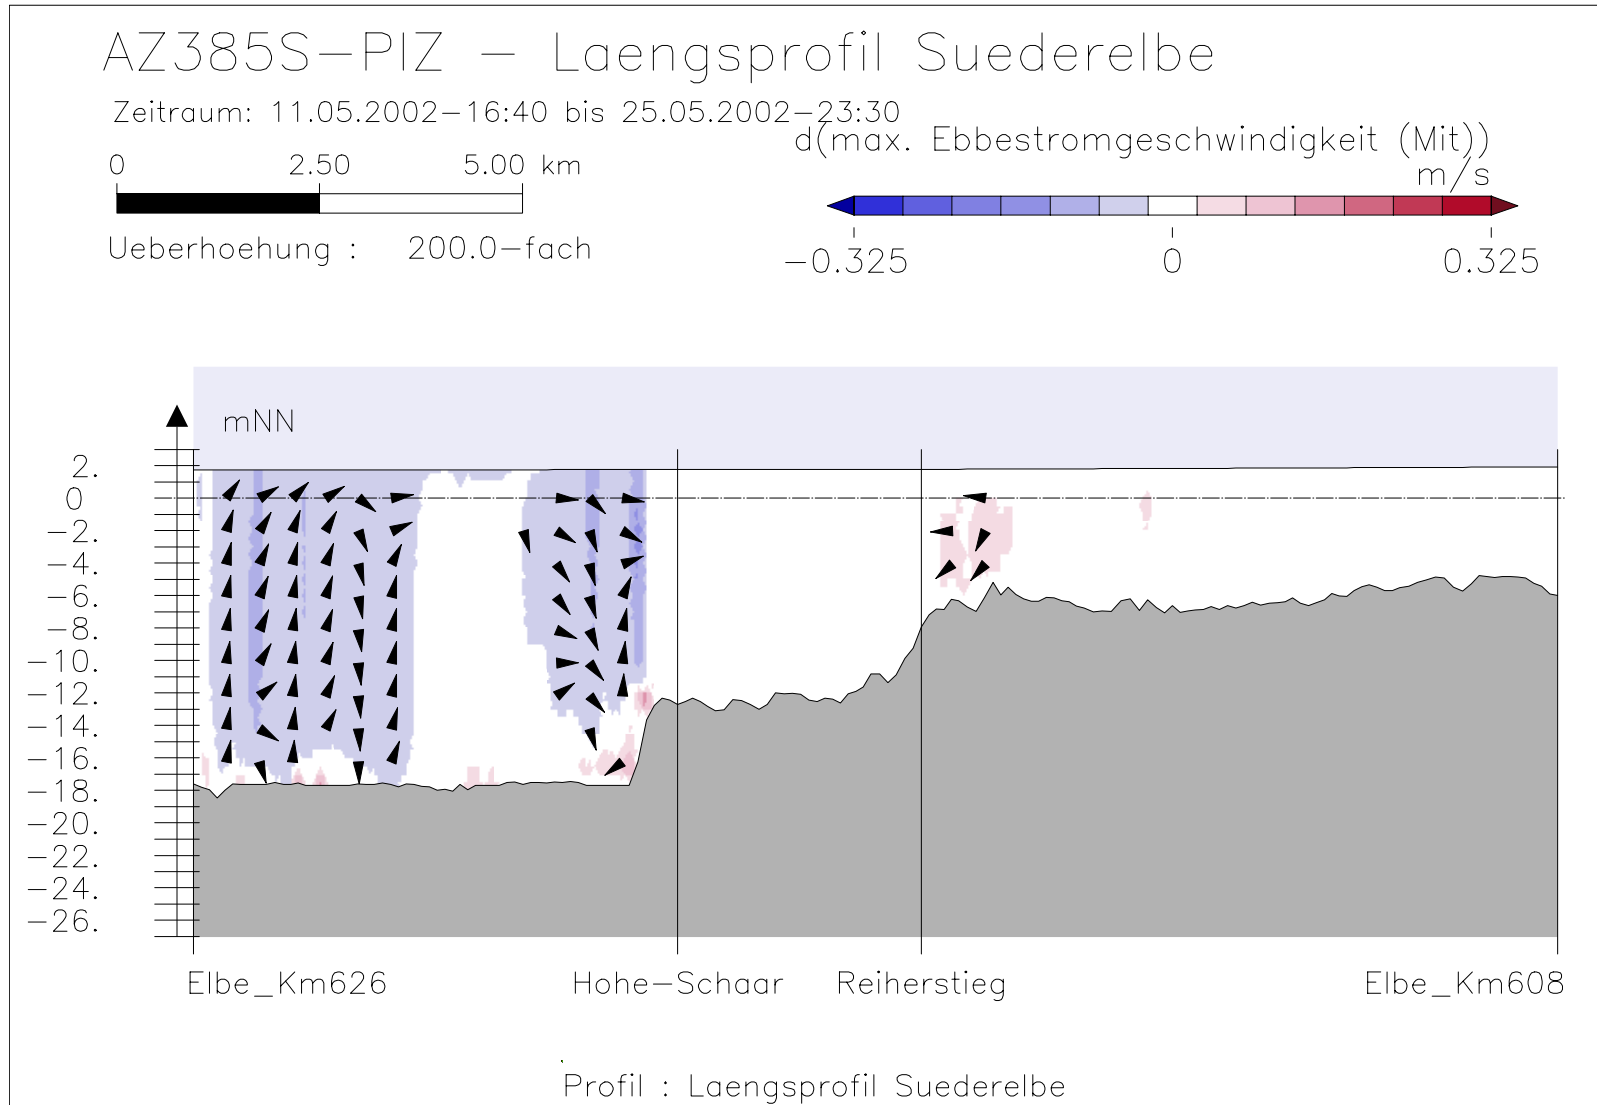 AZ385S-PIZ - Laengsprofil Suederelbe
Zeitraum: 11.05.2002-16:40 bis 25.05.2002-23:30
d(max. Ebbestromgeschwindigkeit (Mit))
m/s
0 2.50 5.00 km
Ueberhoehung : 200.0-fach
-0.325 0 0.325
mNN
2.
0
-2.
-4.
-6.
-8.
-10.
-12.
-14.
-16.
-18.
-20.
-22.
-24.
-26.
Elbe_Km626 Hohe-Schaar Reiherstieg Elbe_Km608
Profil : Laengsprofil Suederelbe